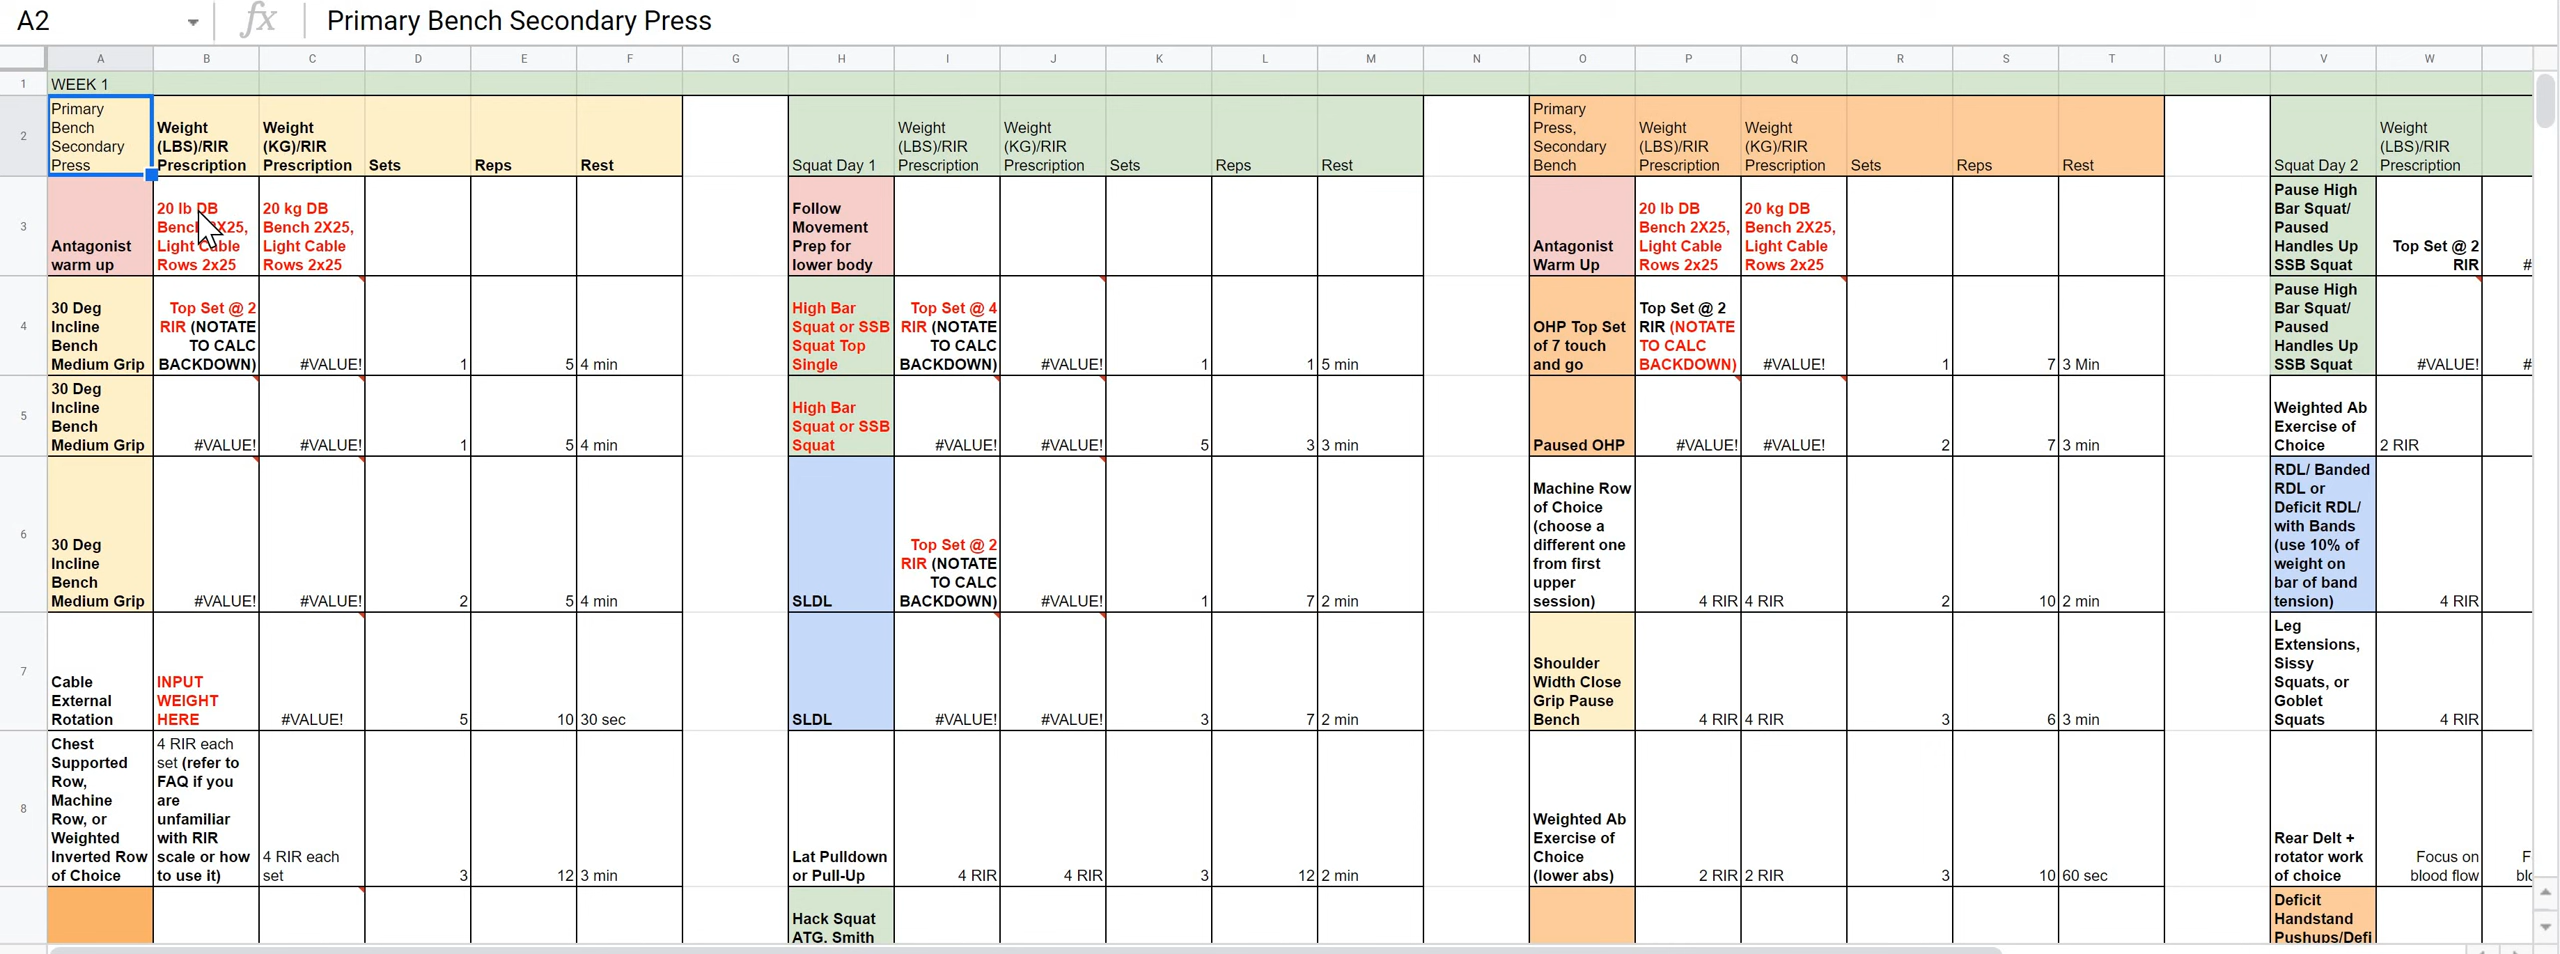 A2
fx
Primary Bench Secondary Press
A B C D E F G H I J K L M N O P Q R S T U V W
1
WEEK 1
2
Primary
Bench
Secondary
Press
Weight
(LBS)/RIR
Prescription
Weight
(KG)/RIR
Prescription
Sets
Reps
Rest
Squat Day 1
Weight
(LBS)/RIR
Prescription
Weight
(KG)/RIR
Prescription
Sets
Reps
Rest
Primary
Press,
Secondary
Bench
Weight
(LBS)/RIR
Prescription
Weight
(KG)/RIR
Prescription
Sets
Reps
Rest
Squat Day 2
Weight
(LBS)/RIR
Prescription
3
Antagonist
warm up
20 lb DB
Bench 2X25,
Light Cable
Rows 2x25
20 kg DB
Bench 2X25,
Light Cable
Rows 2x25
Follow
Movement
Prep for
lower body
Antagonist
Warm Up
20 lb DB
Bench 2X25,
Light Cable
Rows 2x25
20 kg DB
Bench 2X25,
Light Cable
Rows 2x25
Pause High
Bar Squat/
Paused
Handles Up
SSB Squat
Top Set @ 2
RIR
#
4
30 Deg
Incline
Bench
Medium Grip
Top Set @ 2
RIR (NOTATE
TO CALC
BACKDOWN)
#VALUE!
1
5
4 min
High Bar
Squat or SSB
Squat Top
Single
Top Set @ 4
RIR (NOTATE
TO CALC
BACKDOWN)
#VALUE!
1
1
5 min
OHP Top Set
of 7 touch
and go
Top Set @ 2
RIR (NOTATE
TO CALC
BACKDOWN)
#VALUE!
1
7
3 Min
Pause High
Bar Squat/
Paused
Handles Up
SSB Squat
#VALUE!
#
5
30 Deg
Incline
Bench
Medium Grip
#VALUE!
#VALUE!
1
5
4 min
High Bar
Squat or SSB
Squat
#VALUE!
#VALUE!
5
3
3 min
Paused OHP
#VALUE!
#VALUE!
2
7
3 min
Weighted Ab
Exercise of
Choice
2 RIR
6
30 Deg
Incline
Bench
Medium Grip
#VALUE!
#VALUE!
2
5
4 min
SLDL
Top Set @ 2
RIR (NOTATE
TO CALC
BACKDOWN)
#VALUE!
1
7
2 min
Machine Row
of Choice
(choose a
different one
from first
upper
session)
4 RIR
4 RIR
2
10
2 min
RDL/ Banded
RDL or
Deficit RDL/
with Bands
(use 10% of
weight on
bar of band
tension)
4 RIR
7
Cable
External
Rotation
INPUT
WEIGHT
HERE
#VALUE!
5
10
30 sec
SLDL
#VALUE!
#VALUE!
3
7
2 min
Shoulder
Width Close
Grip Pause
Bench
4 RIR
4 RIR
3
6
3 min
Leg
Extensions,
Sissy
Squats, or
Goblet
Squats
4 RIR
8
Chest
Supported
Row,
Machine
Row, or
Weighted
Inverted Row
of Choice
4 RIR each
set (refer to
FAQ if you
are
unfamiliar
with RIR
scale or how
to use it)
4 RIR each
set
3
12
3 min
Lat Pulldown
or Pull-Up
4 RIR
4 RIR
3
12
2 min
Weighted Ab
Exercise of
Choice
(lower abs)
2 RIR
2 RIR
3
10
60 sec
Rear Delt +
rotator work
of choice
Focus on
blood flow
F
blo
Hack Squat
ATG, Smith
Deficit
Handstand
Pushups/Defi